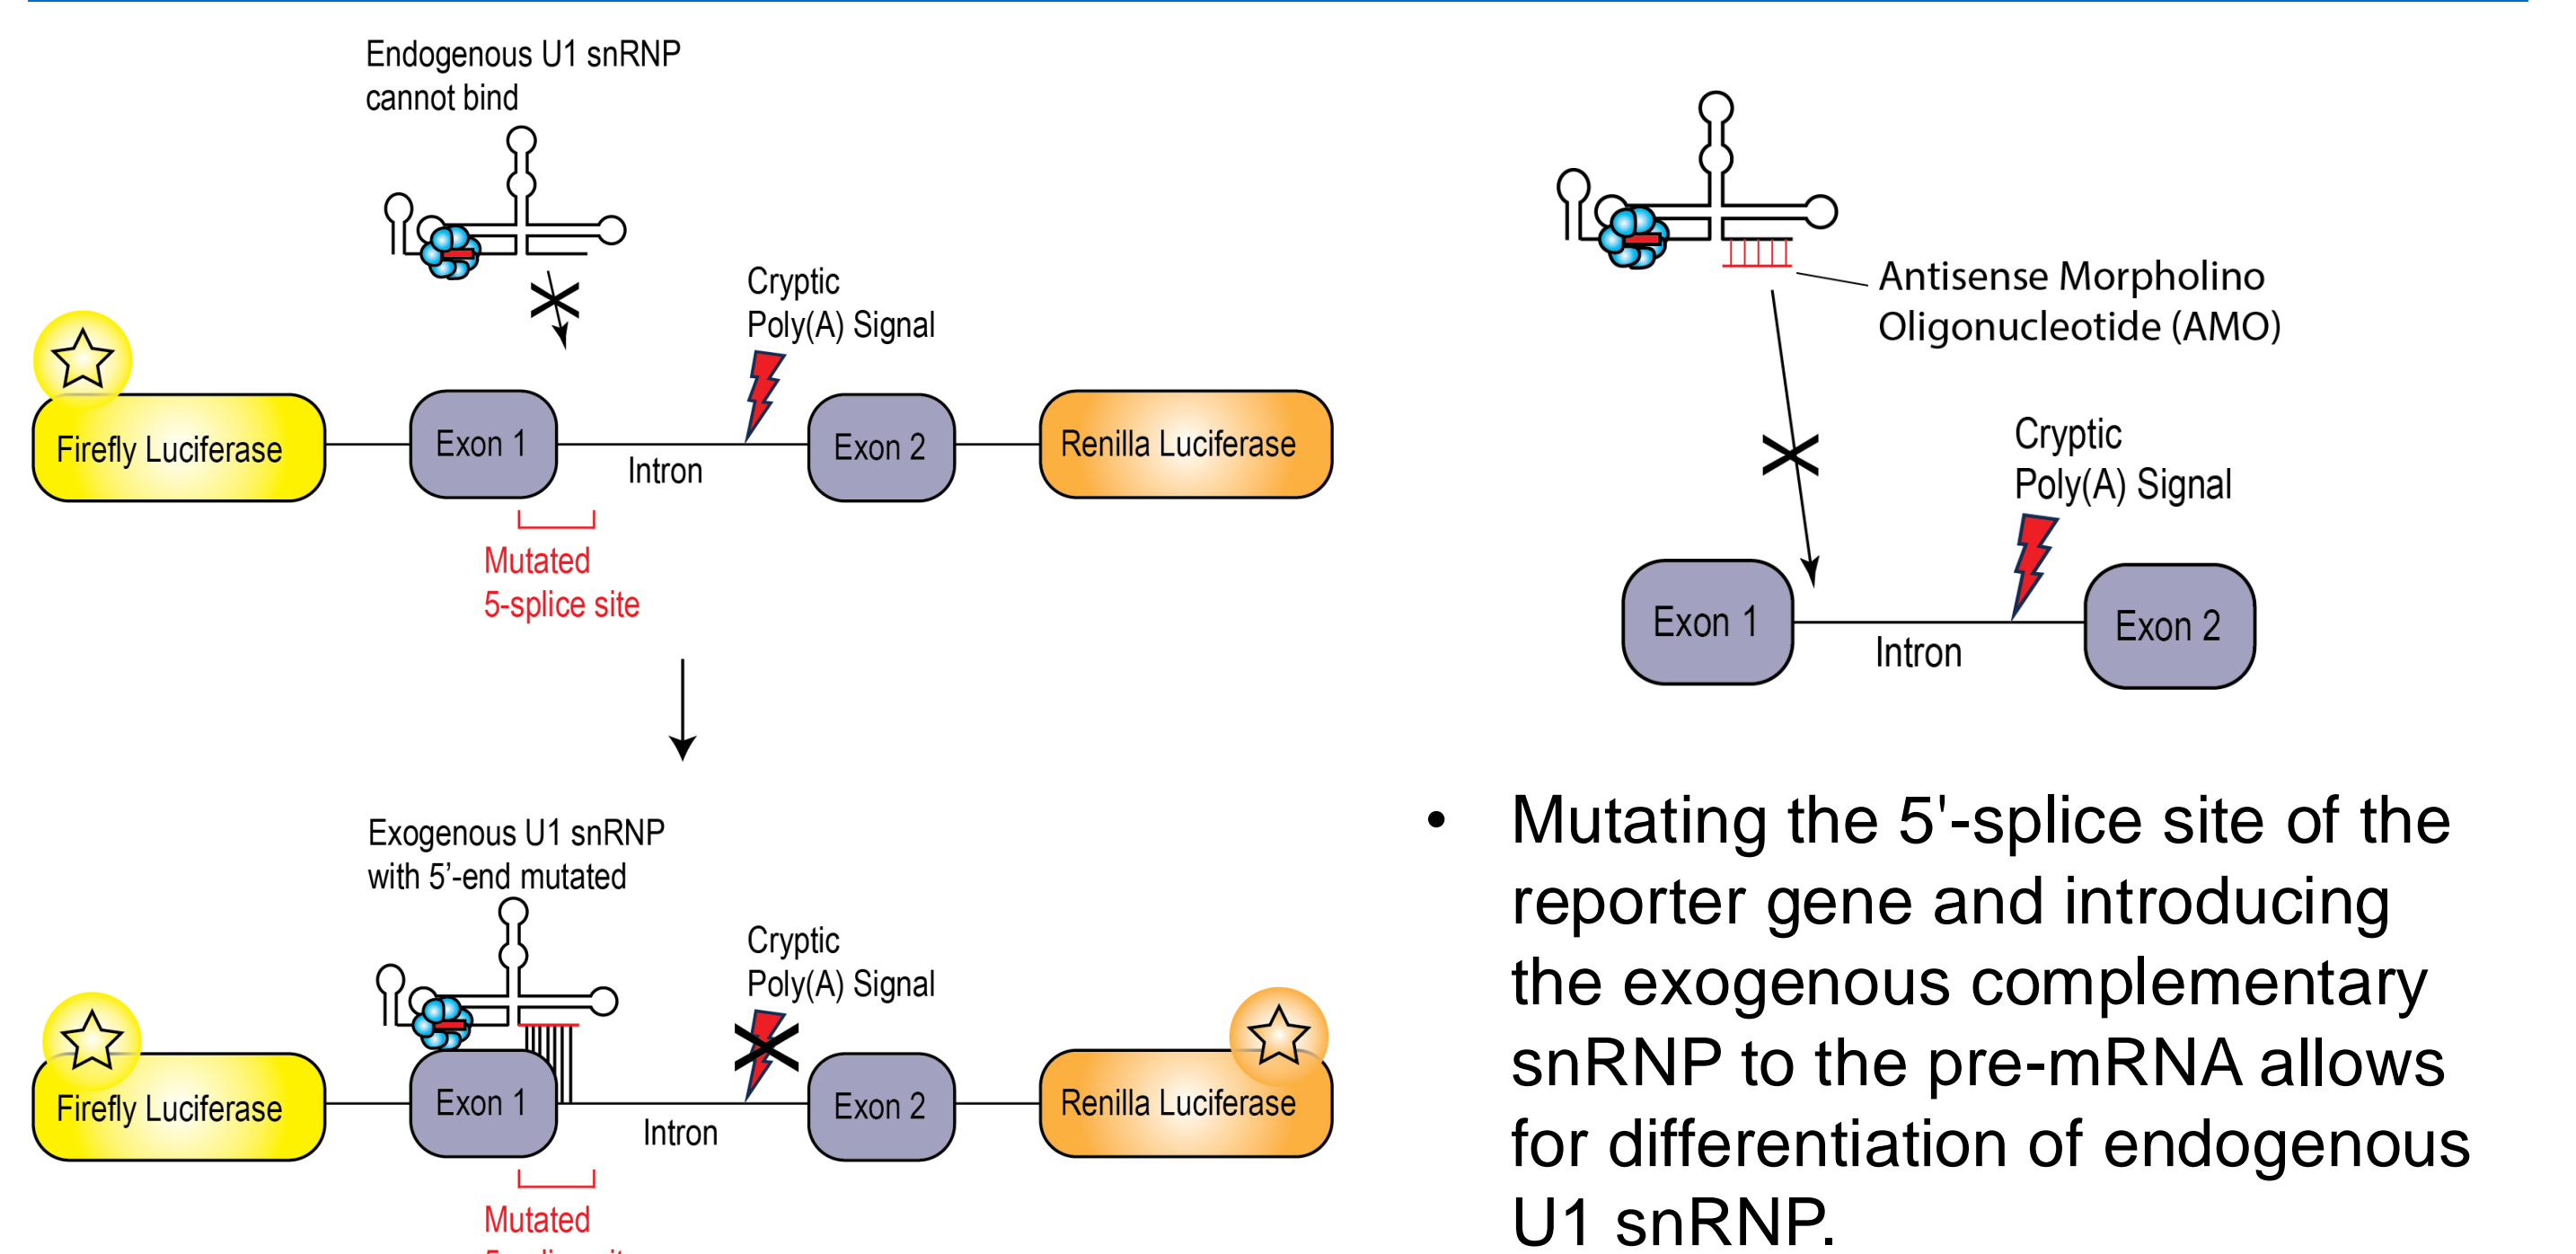 Endogenous U1 snRNP
cannot bind
Cryptic
Poly(A) Signal
Firefly Luciferase
Exon 1
Intron
Exon 2
Renilla Luciferase
Mutated
5-splice site
Exogenous U1 snRNP
with 5’-end mutated
Cryptic
Poly(A) Signal
Firefly Luciferase
Exon 1
Intron
Exon 2
Renilla Luciferase
Mutated
Antisense Morpholino
Oligonucleotide (AMO)
Cryptic
Poly(A) Signal
Exon 1
Intron
Exon 2
• Mutating the 5'-splice site of the
reporter gene and introducing
the exogenous complementary
snRNP to the pre-mRNA allows
for differentiation of endogenous
U1 snRNP.